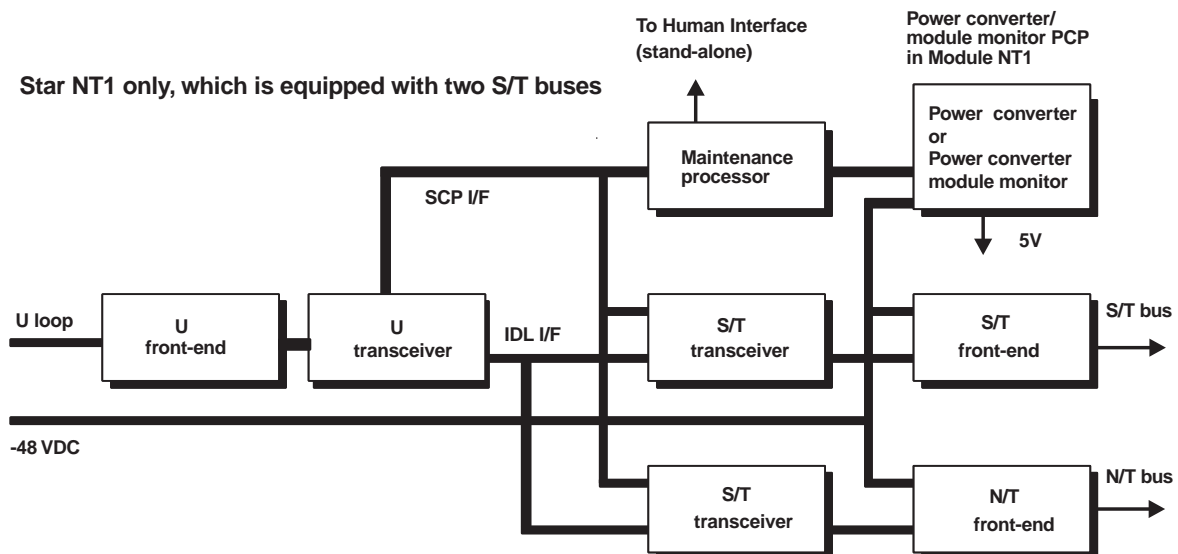 To Human Interface
(stand-alone)
Power converter/
module monitor PCP
in Module NT1
Star NT1 only, which is equipped with two S/T buses
Maintenance
processor
Power converter
or
Power converter
module monitor
SCP I/F
5V
U loop
U
front-end
U
transceiver
IDL I/F
S/T
transceiver
S/T
front-end
S/T bus
-48 VDC
S/T
transceiver
N/T
front-end
N/T bus